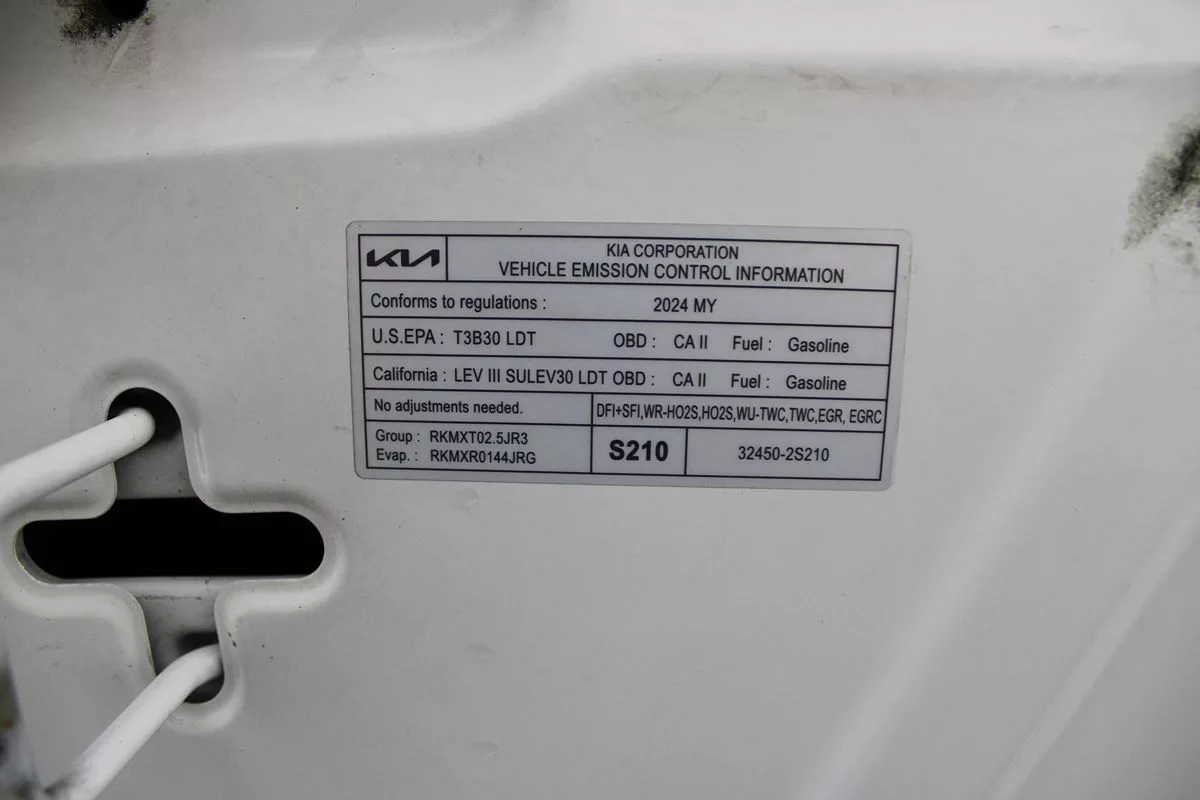 KIA
KIA CORPORATION
VEHICLE EMISSION CONTROL INFORMATION
Conforms to regulations : 2024 MY
U.S.EPA : T3B30 LDT OBD : CA II Fuel : Gasoline
California : LEV III SULEV30 LDT OBD : CA II Fuel : Gasoline
No adjustments needed. DFI+SFI,WR-HO2S,HO2S,WU-TWC,TWC,EGR, EGRC
Group : RKMXT02.5JR3
Evap. : RKMXR0144JRG
S210
32450-2S210